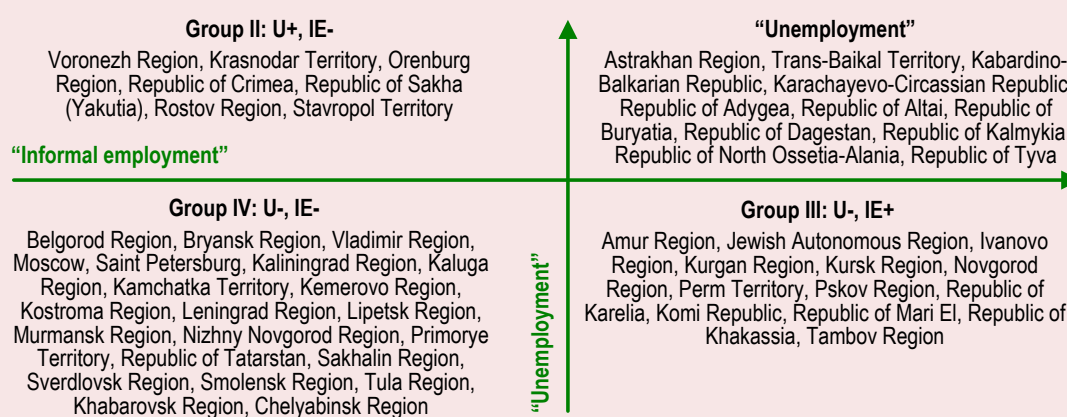 Group II: U+, IE-
Voronezh Region, Krasnodar Territory, Orenburg
Region, Republic of Crimea, Republic of Sakha
(Yakutia), Rostov Region, Stavropol Territory
“Informal employment”
“Unemployment”
Astrakhan Region, Trans-Baikal Territory, Kabardino-
Balkarian Republic, Karachayevo-Circassian Republic
Republic of Adygea, Republic of Altai, Republic of
Buryatia, Republic of Dagestan, Republic of Kalmykia
Republic of North Ossetia-Alania, Republic of Tyva
Group IV: U-, IE-
Belgorod Region, Bryansk Region, Vladimir Region,
Moscow, Saint Petersburg, Kaliningrad Region, Kaluga
Region, Kamchatka Territory, Kemerovo Region,
Kostroma Region, Leningrad Region, Lipetsk Region,
Murmansk Region, Nizhny Novgorod Region, Primorye
Territory, Republic of Tatarstan, Sakhalin Region,
Sverdlovsk Region, Smolensk Region, Tula Region,
Khabarovsk Region, Chelyabinsk Region
“Unemployment”
Group III: U-, IE+
Amur Region, Jewish Autonomous Region, Ivanovo
Region, Kurgan Region, Kursk Region, Novgorod
Region, Perm Territory, Pskov Region, Republic of
Karelia, Komi Republic, Republic of Mari El, Republic of
Khakassia, Tambov Region